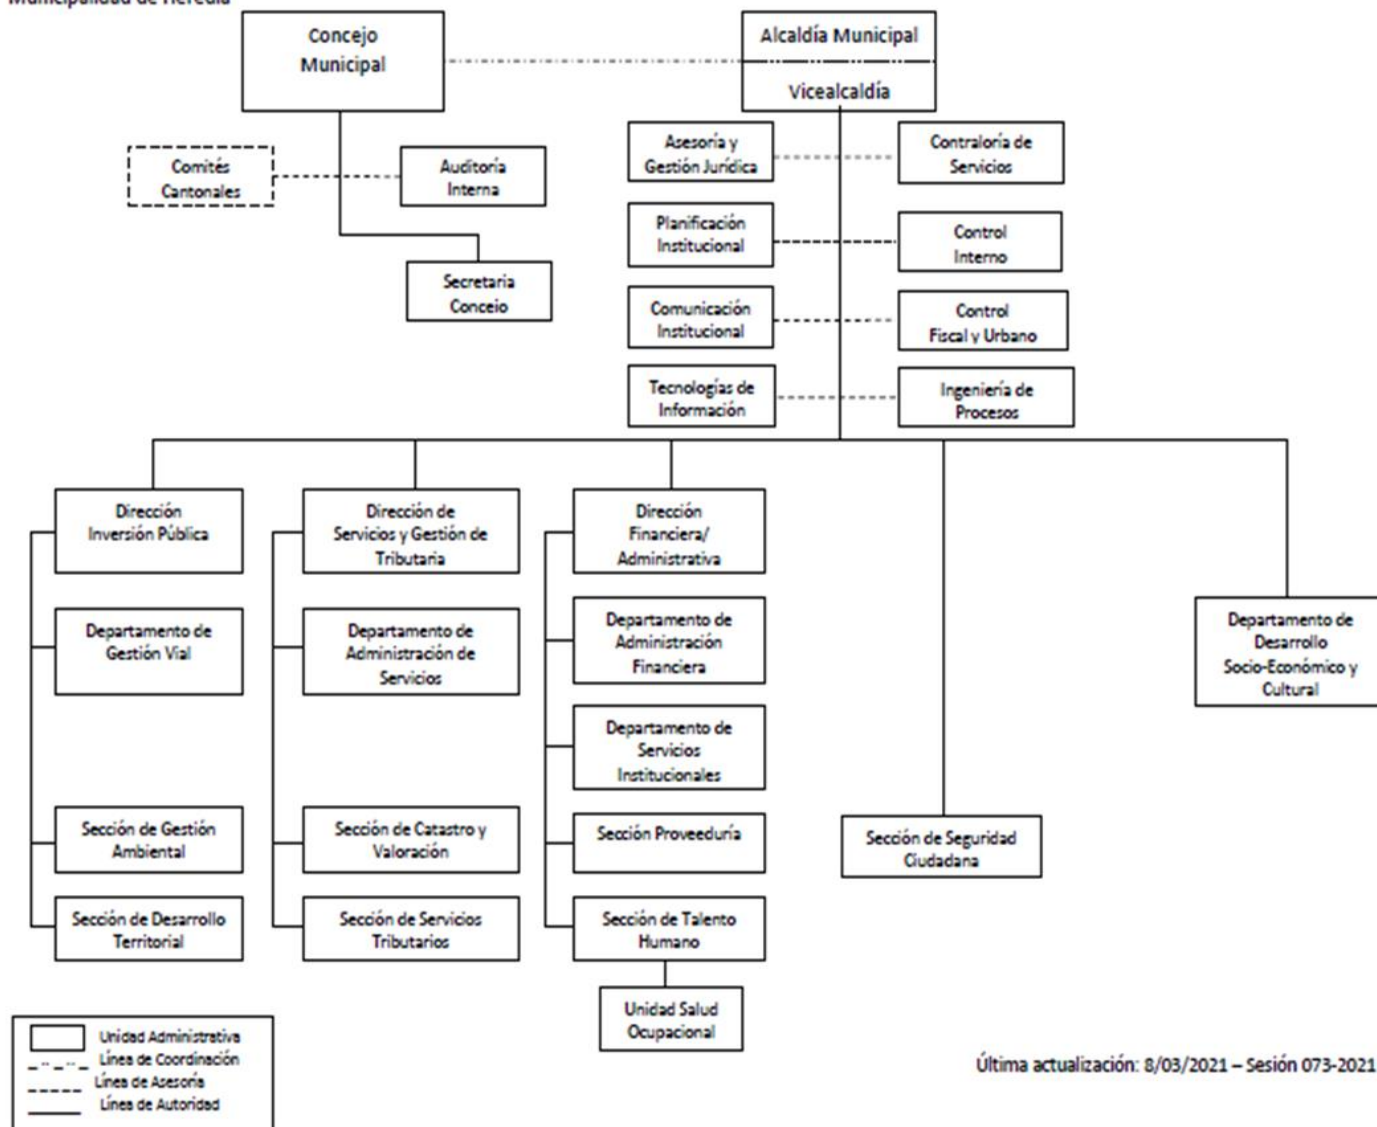 Municipalidad de Heredia
Concejo
Municipal
Alcaldía Municipal
Vicealcaldía
Comités
Cantonales
Auditoría
Interna
Secretaria
Conceio
Asesoría y
Gestión Jurídica
Contraloría de
Servicios
Planificación
Institucional
Control
Interno
Comunicación
Institucional
Control
Fiscal y Urbano
Tecnologías de
Información
Ingeniería de
Procesos
Dirección
Inversión Pública
Dirección de
Servicios y Gestión de
Tributaria
Dirección
Financiera/
Administrativa
Departamento de
Gestión Vial
Departamento de
Administración de
Servicios
Departamento de
Administración
Financiera
Departamento de
Desarrollo
Socio-Económico y
Cultural
Departamento de
Servicios
Institucionales
Sección de Gestión
Ambiental
Sección de Catastro y
Valoración
Sección Proveeduría
Sección de Seguridad
Ciudadana
Sección de Desarrollo
Territorial
Sección de Servicios
Tributarios
Sección de Talento
Humano
Unidad Salud
Ocupacional
Unidad Administrativa
Línea de Coordinación
Línea de Asesoría
Línea de Autoridad
Última actualización: 8/03/2021 – Sesión 073-2021